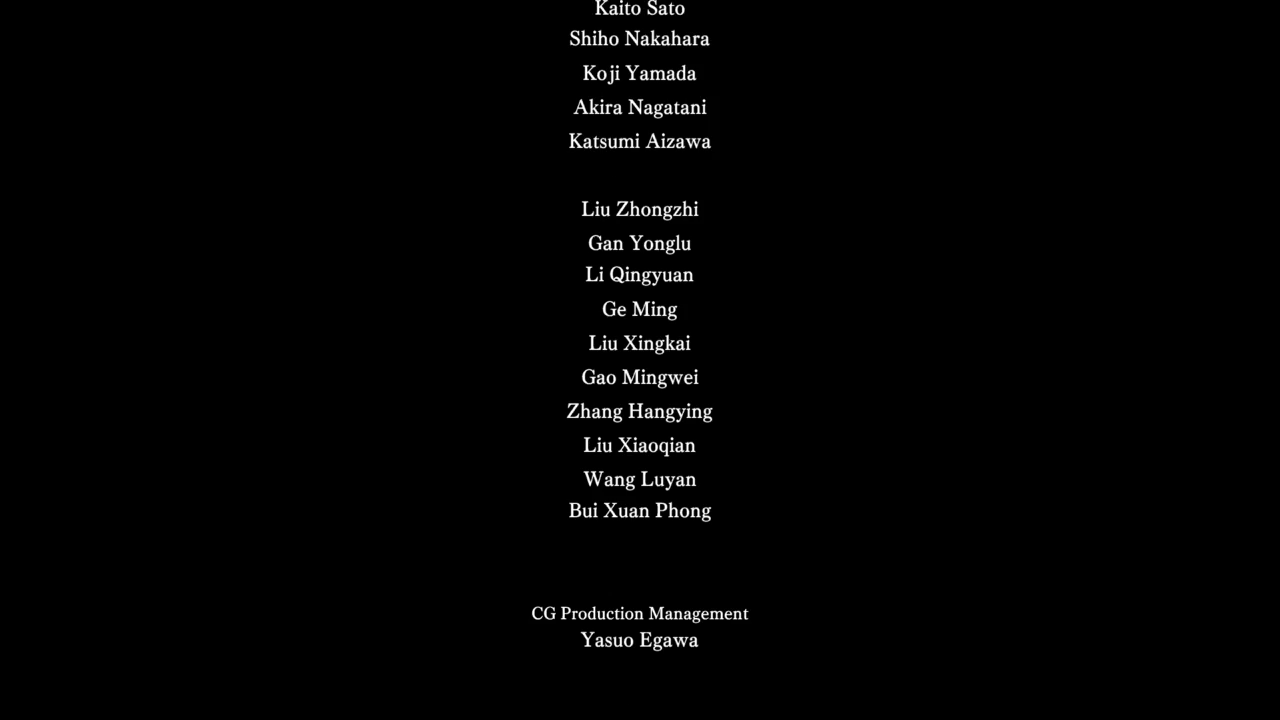 Kaito Sato
Shiho Nakahara
Koji Yamada
Akira Nagatani
Katsumi Aizawa
Liu Zhongzhi
Gan Yonglu
Li Qingyuan
Ge Ming
Liu Xingkai
Gao Mingwei
Zhang Hangying
Liu Xiaoqian
Wang Luyan
Bui Xuan Phong
CG Production Management
Yasuo Egawa